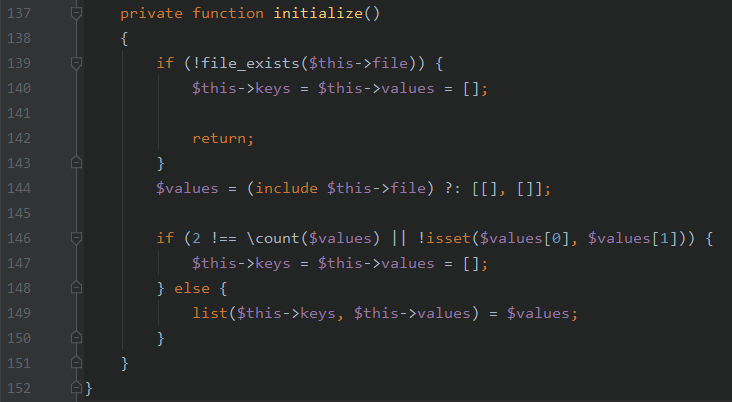 137 private function initialize()
138 {
139 if (!file_exists($this->file)) {
140 $this->keys = $this->values = [];
141
142 return;
143 }
144 $values = (include $this->file) ?: [[], []];
145
146 if (2 !== \count($values) || !isset($values[0], $values[1])) {
147 $this->keys = $this->values = [];
148 } else {
149 list($this->keys, $this->values) = $values;
150 }
151 }
152 }